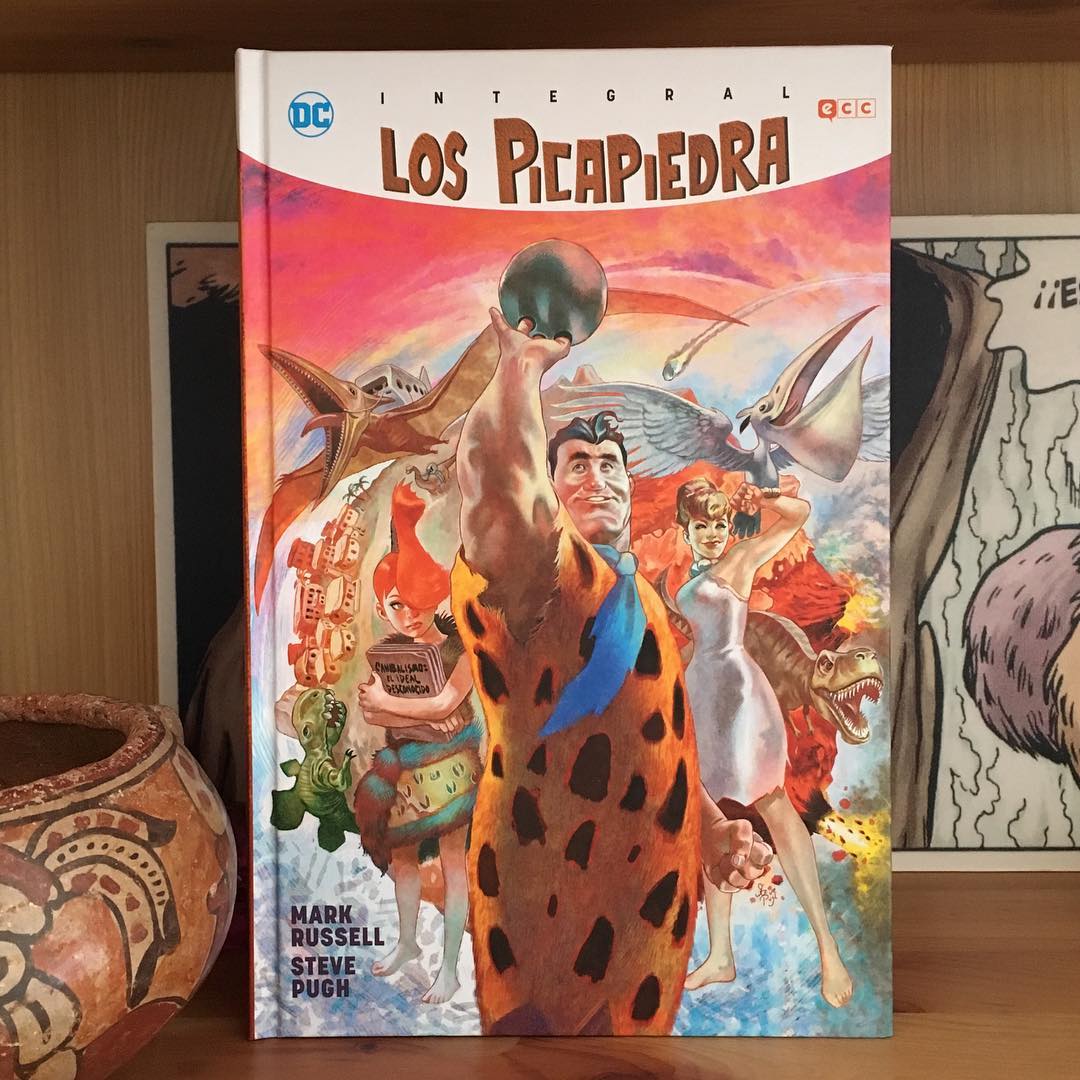 DC
INTEGRAL
ecc
LOS PICAPIEDRA
CANIBALISMO:
EL IDEAL
DESCONOCIDO
MARK
RUSSELL
STEVE
PUGH